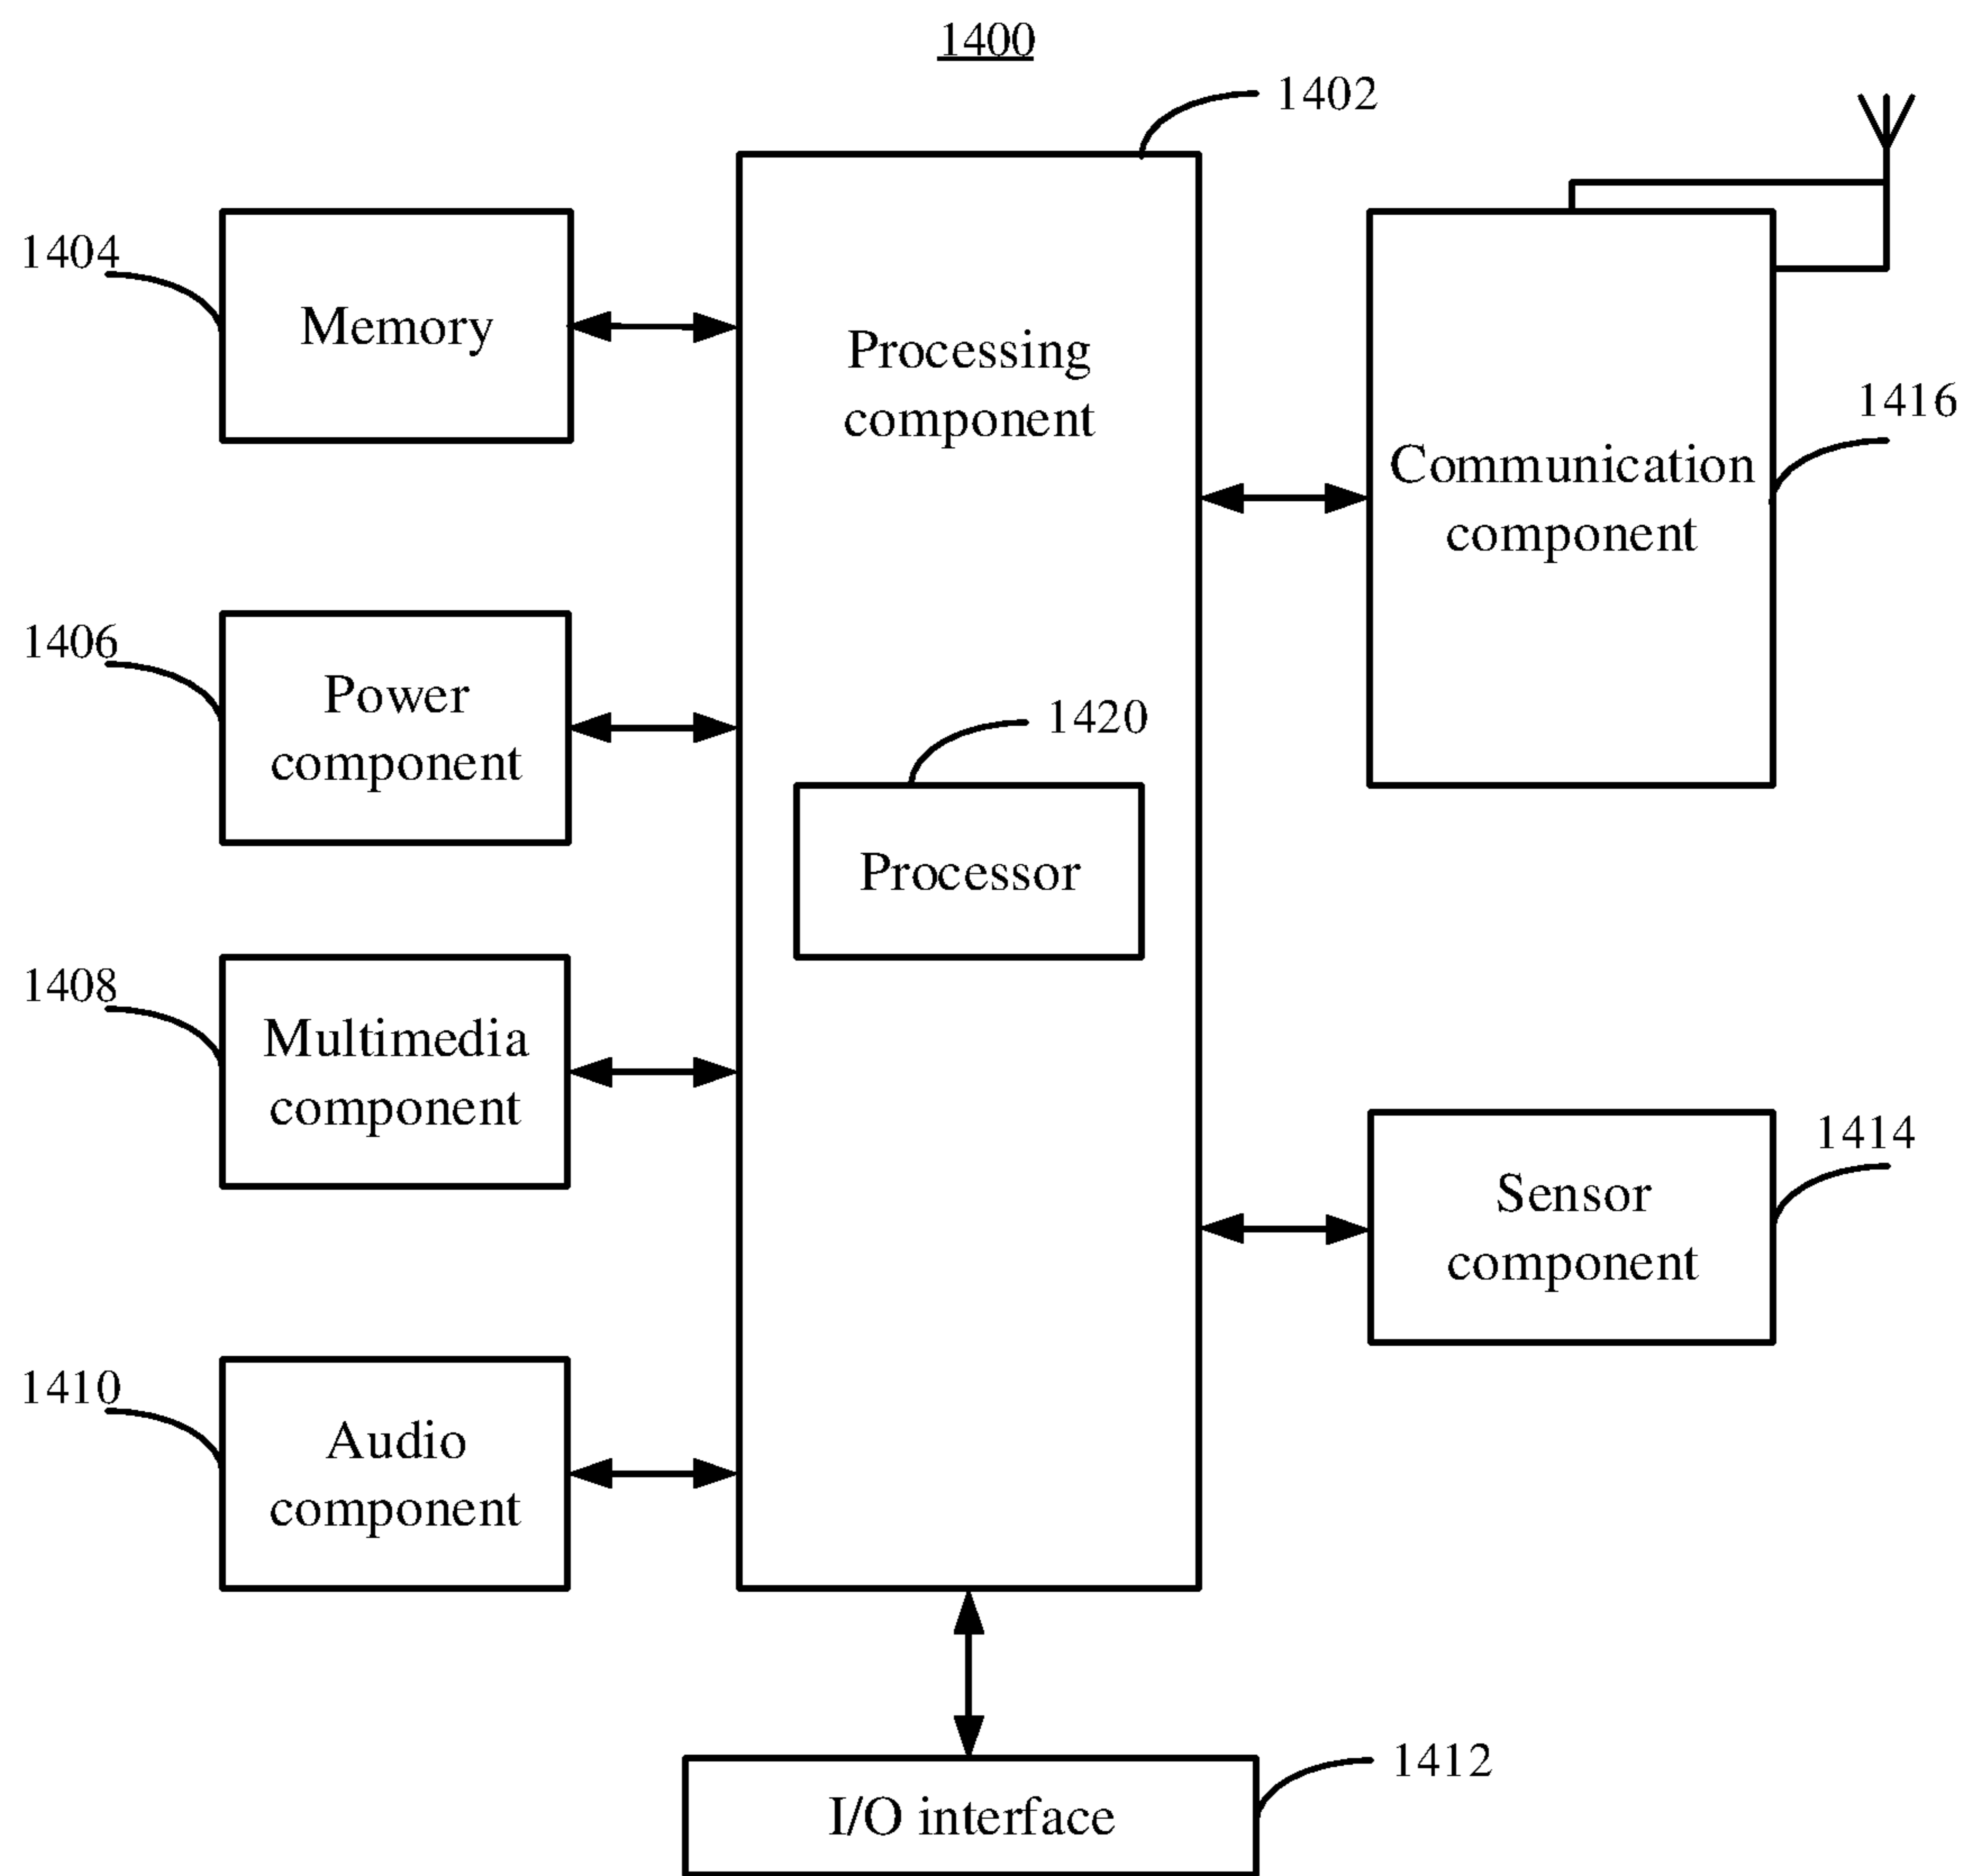 1400
1402
1404
Memory
Processing
component
1416
Communication
component
1406
Power
component
1420
Processor
1408
Multimedia
component
1414
Sensor
component
1410
Audio
component
1412
I/O interface